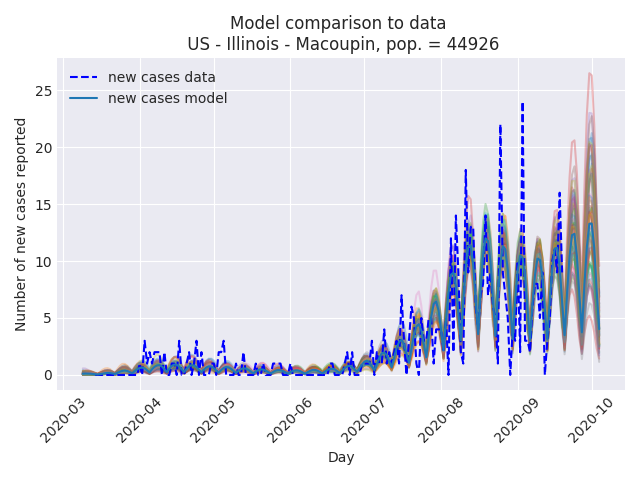 Model comparison to data
US - Illinois - Macoupin, pop. = 44926
new cases data
new cases model
Number of new cases reported
25
20
15
10
5
0
2020-03
2020-04
2020-05
2020-06
2020-07
2020-08
2020-09
2020-10
Day